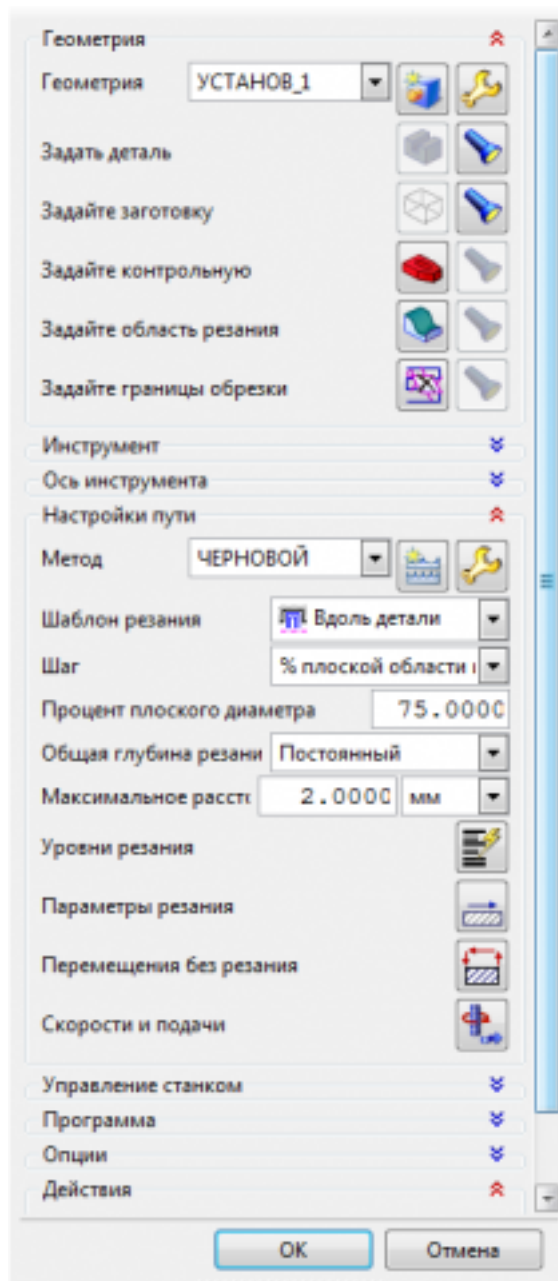 Геометрия
Геометрия УСТАНОВ_1
Задать деталь
Задайте заготовку
Задайте контрольную
Задайте область резания
Задайте границы обрезки
Инструмент
Ось инструмента
Настройки пути
Метод ЧЕРНОВОЙ
Шаблон резания Вдоль детали
Шаг % плоской области
Процент плоского диаметра 75.0000
Общая глубина резани Постоянный
Максимальное расст 2.0000 мм
Уровни резания
Параметры резания
Перемещения без резания
Скорости и подачи
Управление станком
Программа
Опции
Действия
OK Отмена